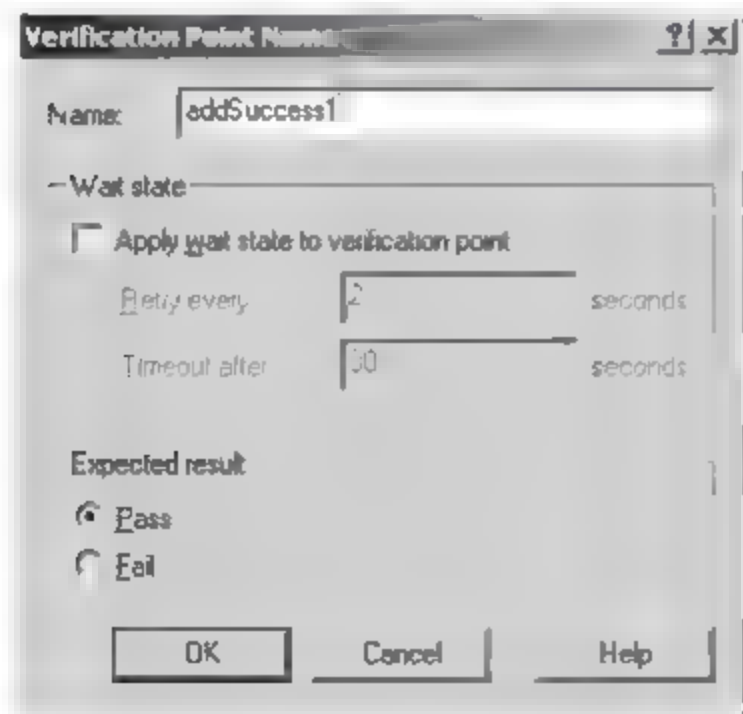 Verification Point Name
Name: addSuccess1
Wait state
Apply wait state to verification point
Retry every 2 seconds
Timeout after seconds
Expected result
Pass
Fail
OK Cancel Help